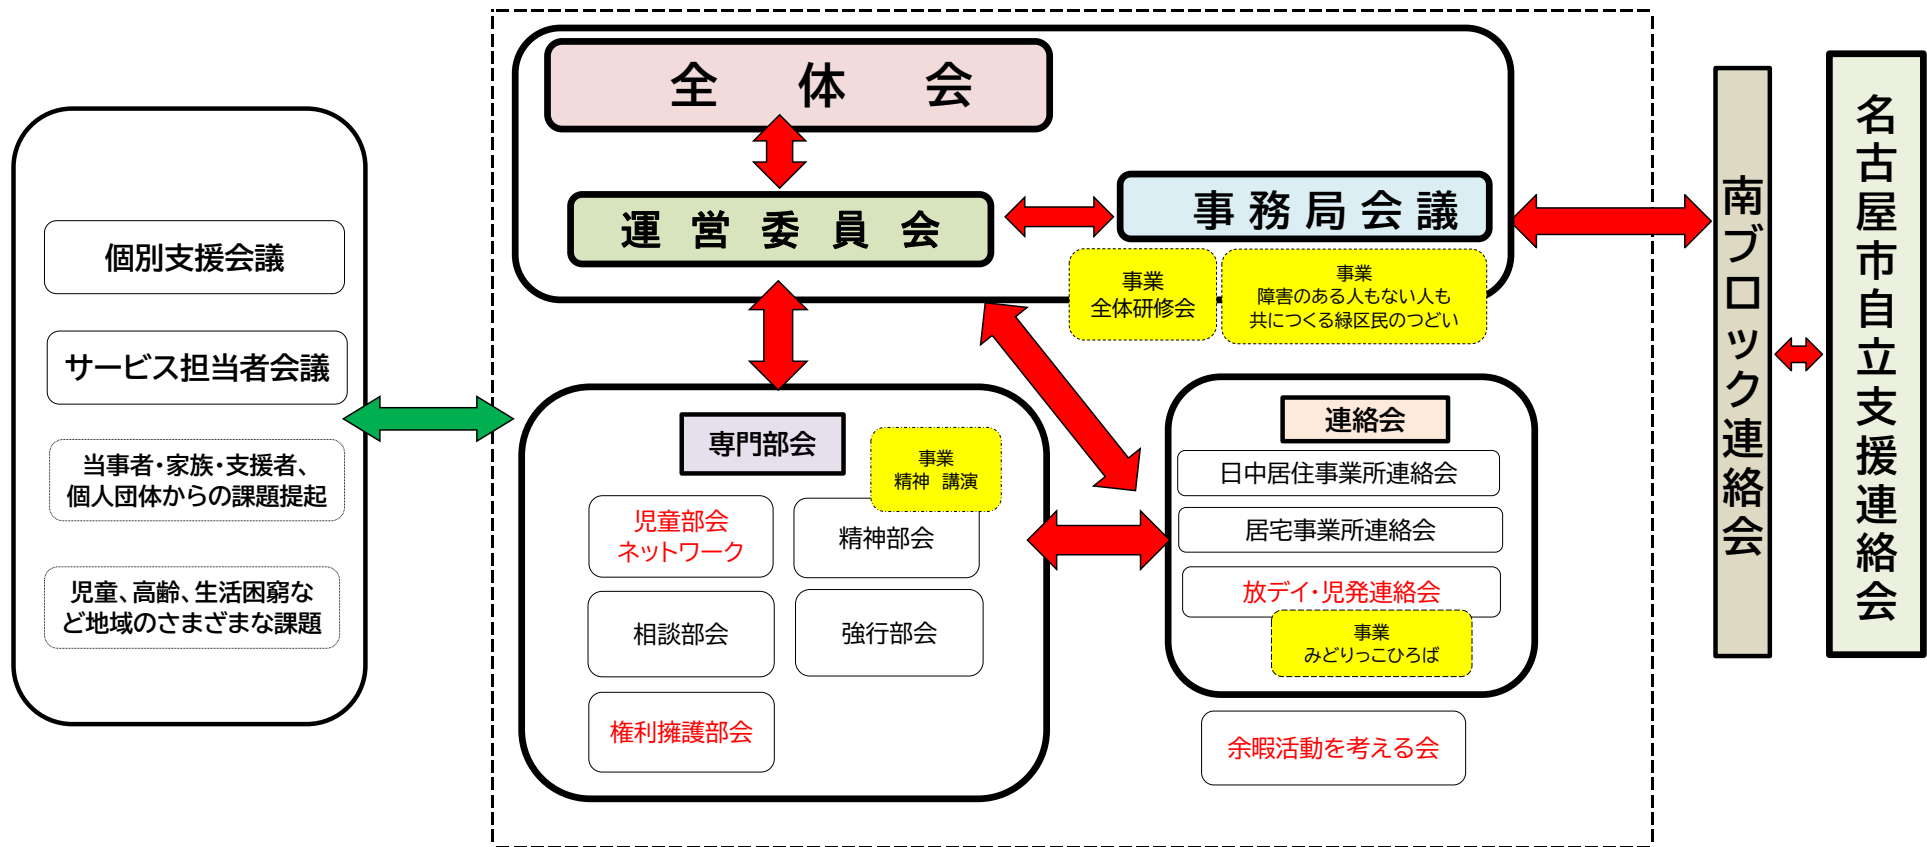 個別支援会議
サービス担当者会議
当事者・家族・支援者、
個人団体からの課題提起
児童、高齢、生活困窮な
ど地域のさまざまな課題
全体会
運営委員会
事務局会議
事業
全体研修会
事業
障害のある人もない人も
共につくる緑区民のつどい
専門部会
事業
精神 講演
児童部会
ネットワーク
精神部会
相談部会
強行部会
権利擁護部会
連絡会
日中居住事業所連絡会
居宅事業所連絡会
放デイ・児発連絡会
事業
みどりっこひろば
余暇活動を考える会
南ブロック連絡会
名古屋市自立支援連絡会